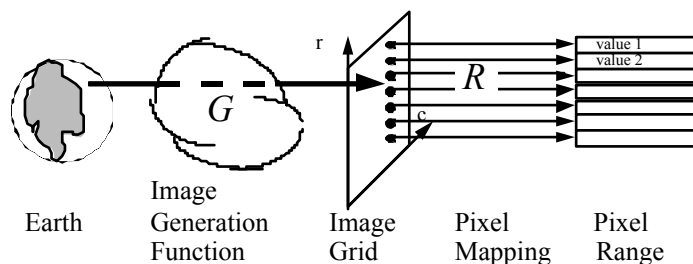 r
value 1
value 2
G
R
c
Earth
Image
Generation
Function
Image
Grid
Pixel
Mapping
Pixel
Range